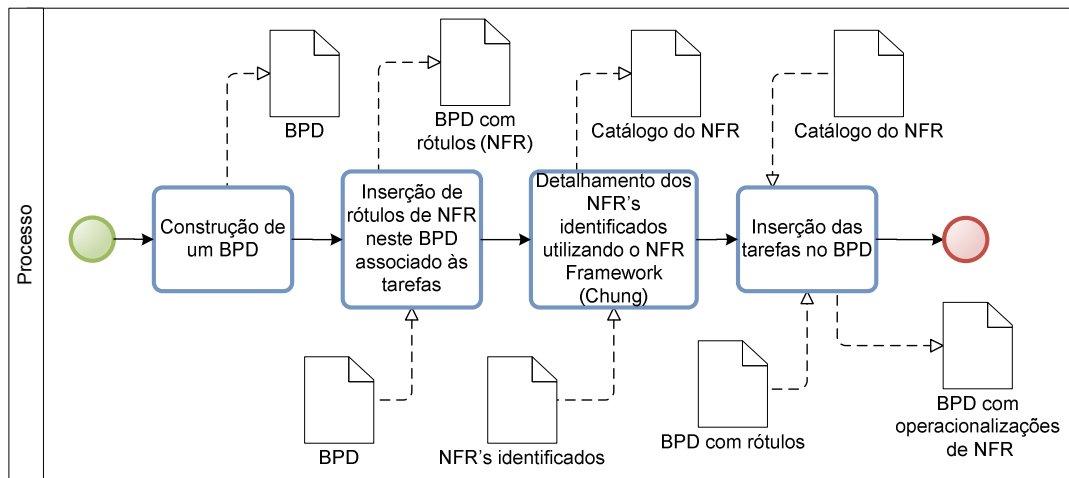 Processo
BPD
BPD com
rótulos (NFR)
Catálogo do NFR
Catálogo do NFR
Construção de
um BPD
Inserção de
rótulos de NFR
neste BPD
associado às
tarefas
Detalhamento dos
NFR's
identificados
utilizando o NFR
Framework
(Chung)
Inserção das
tarefas no BPD
BPD
NFR's identificados
BPD com rótulos
BPD com
operacionalizações
de NFR